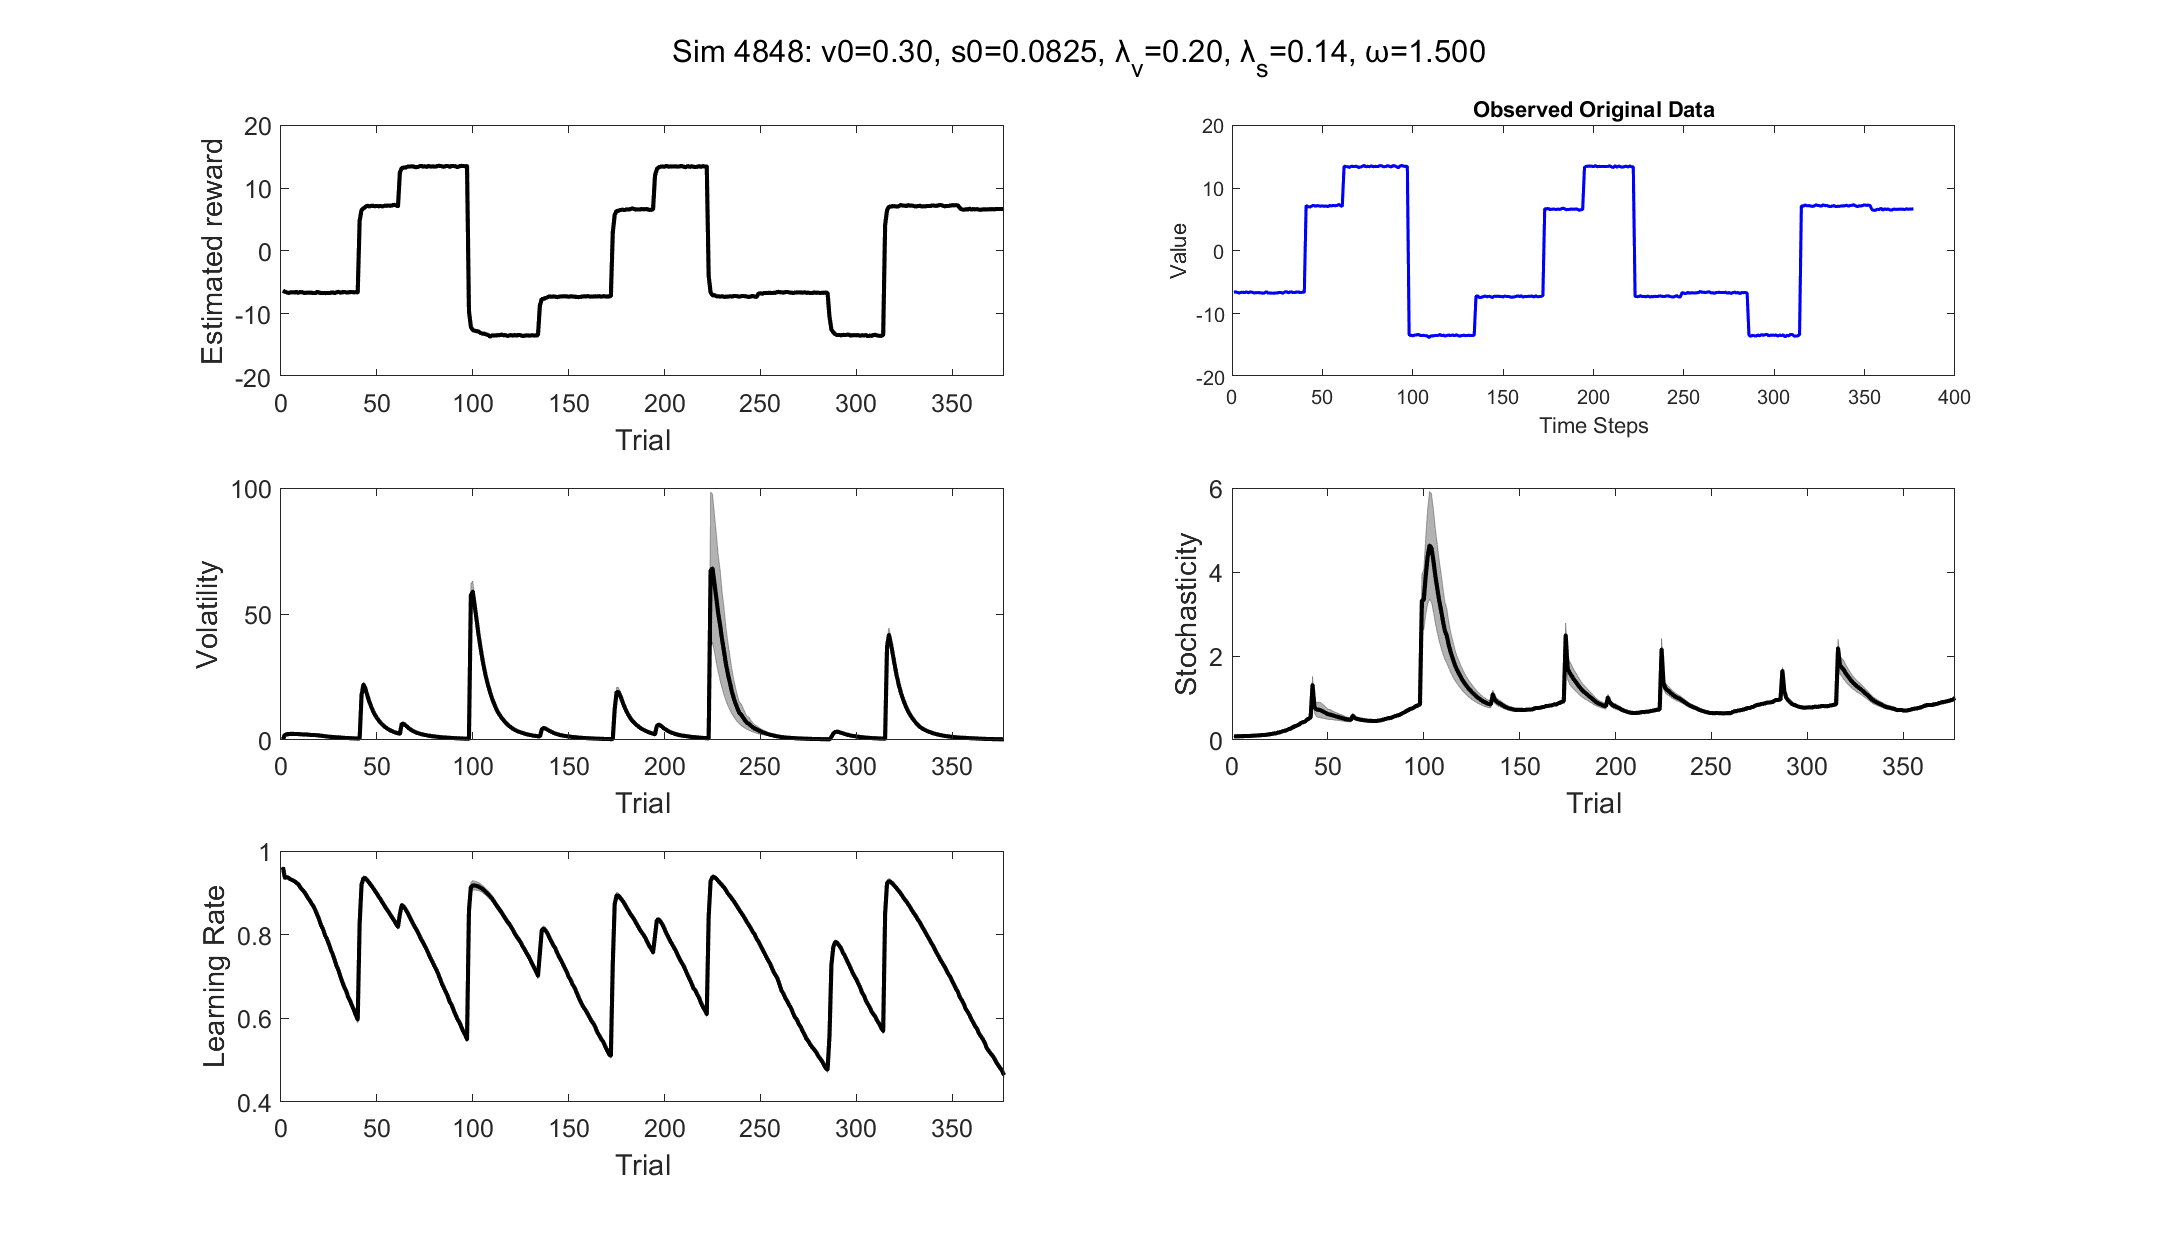 Sim 4848: v0=0.30, s0=0.0825, λv=0.20, λs=0.14, ω=1.500
Estimated reward
20
10
0
-10
-20
0 50 100 150 200 250 300 350
Trial
Observed Original Data
Value
20
10
0
-10
-20
0 50 100 150 200 250 300 350 400
Time Steps
Volatility
100
50
0
0 50 100 150 200 250 300 350
Trial
Stochasticity
6
4
2
0
0 50 100 150 200 250 300 350
Trial
Learning Rate
1
0.8
0.6
0.4
0 50 100 150 200 250 300 350
Trial